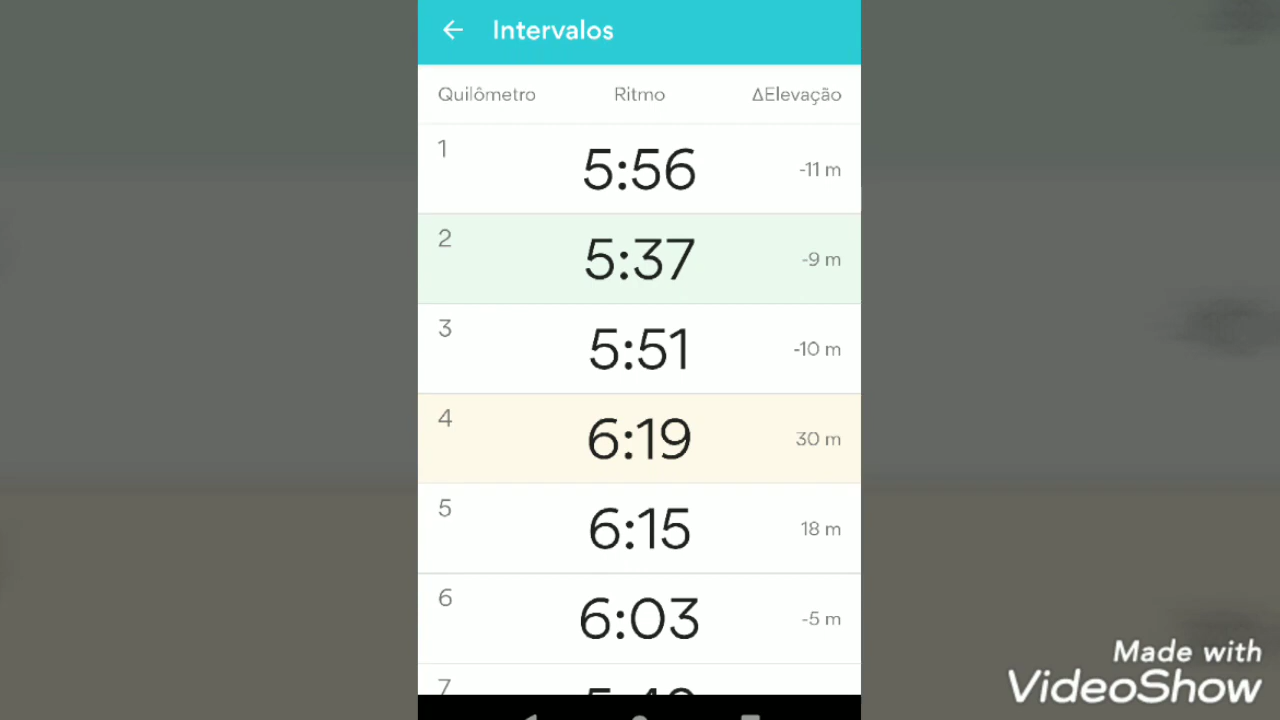 Intervalos
Quilômetro Ritmo ΔElevação
1 5:56 -11 m
2 5:37 -9 m
3 5:51 -10 m
4 6:19 30 m
5 6:15 18 m
6 6:03 -5 m
7
Made with
VideoShow